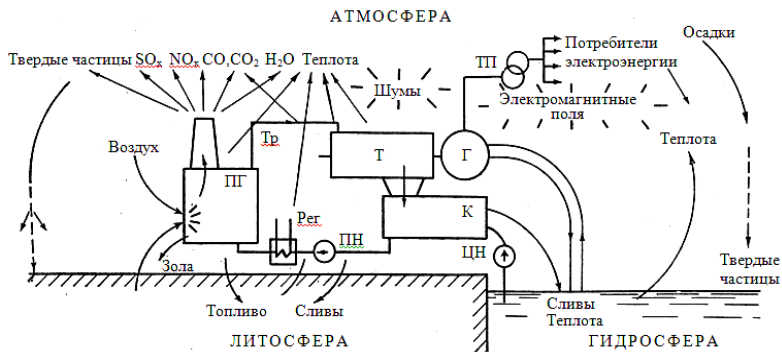 АТМОСФЕРА
Твердые частицы SOx NOx CO,CO2 H2O Теплота
Шумы
ТП
Потребители
электроэнергии
Осадки
Электромагнитные
поля
Воздух
Тр
ПГ
Т
Г
Теплота
Рег
ПН
К
ЦН
Зола
Топливо
Сливы
Сливы
Теплота
Твердые
частицы
ЛИТОСФЕРА
ГИДРОСФЕРА